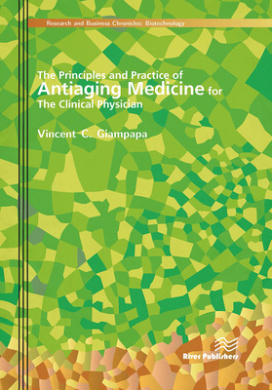 Research and Business Chronicles: Biotechnology
The Principles and Practice of
Antiaging Medicine for
The Clinical Physician
Vincent C. Giampapa
River Publishers